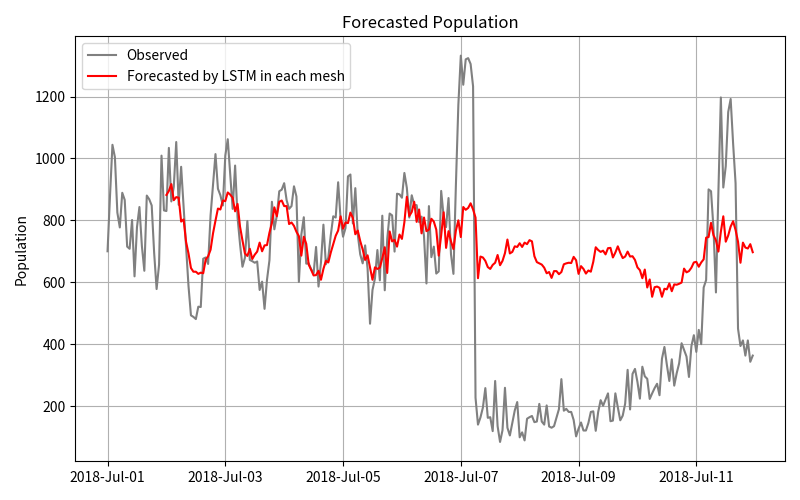 Forecasted Population
Observed
Forecasted by LSTM in each mesh
Population
1200
1000
800
600
400
200
2018-Jul-01
2018-Jul-03
2018-Jul-05
2018-Jul-07
2018-Jul-09
2018-Jul-11